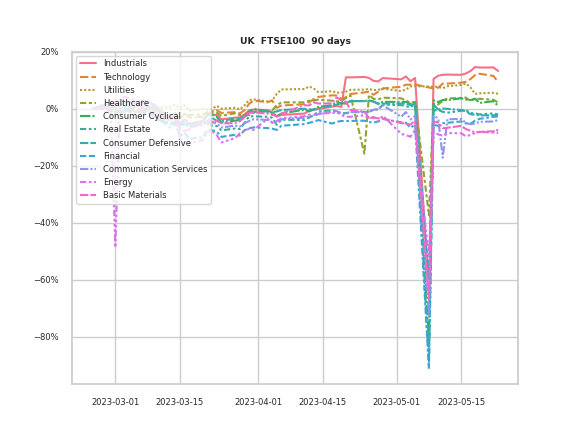 UK FTSE100 90 days
20%
0%
−20%
−40%
−60%
−80%
Industrials
Technology
Utilities
Healthcare
Consumer Cyclical
Real Estate
Consumer Defensive
Financial
Communication Services
Energy
Basic Materials
2023-03-01 2023-03-15 2023-04-01 2023-04-15 2023-05-01 2023-05-15